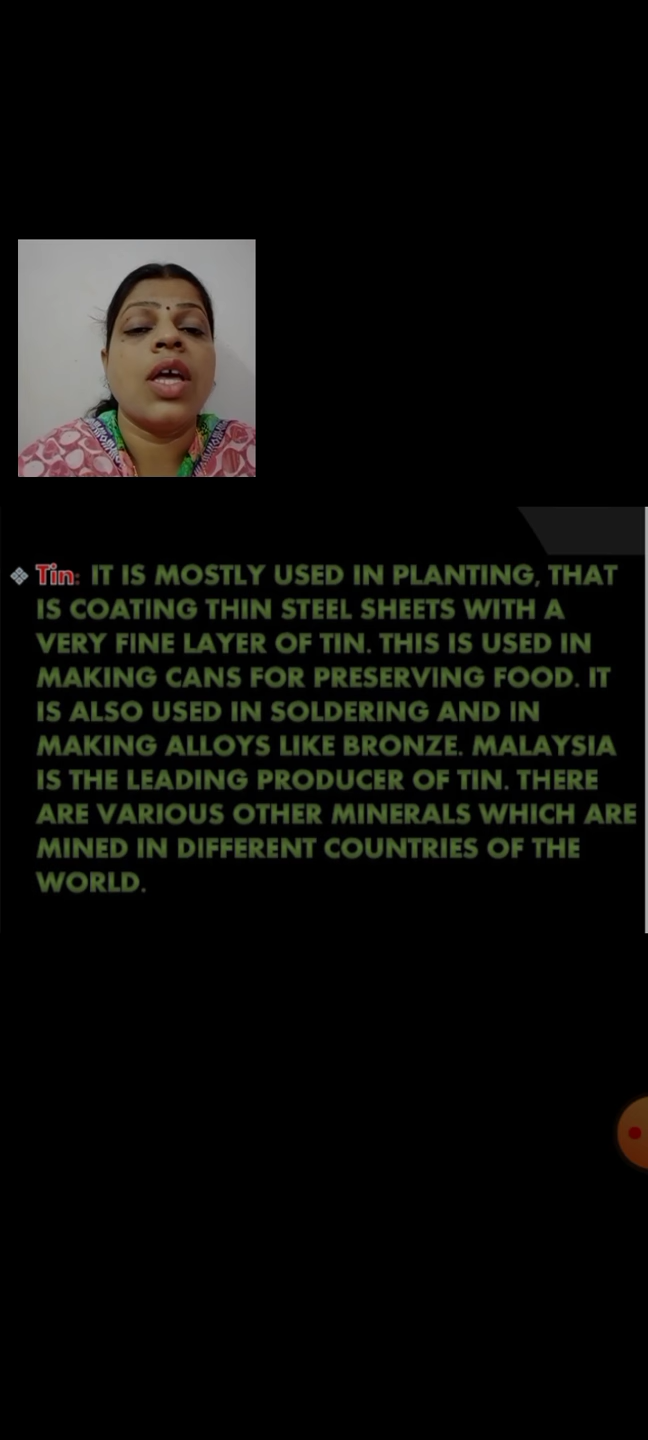 Tin: IT IS MOSTLY USED IN PLANTING, THAT
IS COATING THIN STEEL SHEETS WITH A
VERY FINE LAYER OF TIN. THIS IS USED IN
MAKING CANS FOR PRESERVING FOOD. IT
IS ALSO USED IN SOLDERING AND IN
MAKING ALLOYS LIKE BRONZE. MALAYSIA
IS THE LEADING PRODUCER OF TIN. THERE
ARE VARIOUS OTHER MINERALS WHICH ARE
MINED IN DIFFERENT COUNTRIES OF THE
WORLD.